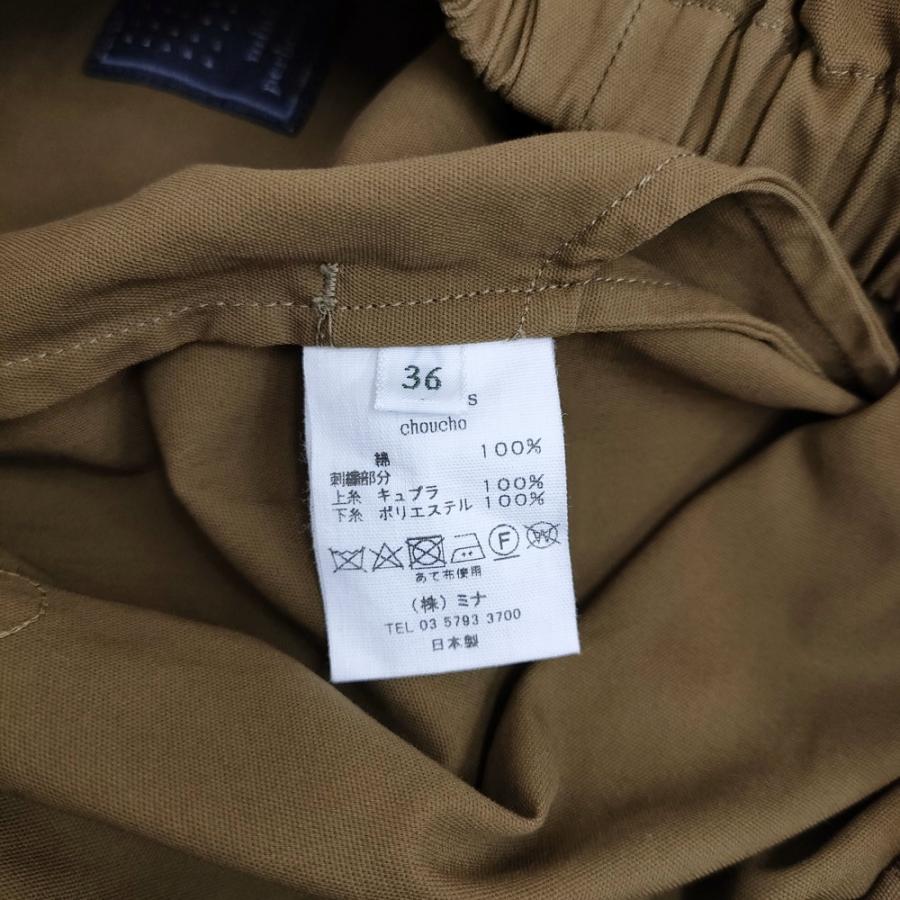 36
s
choucho
綿 100%
刺繍部分
上糸 キュプラ 100%
下糸 ポリエステル 100%
F
W
あて布使用
(株)ミナ
TEL 03 5793 3700
日本製